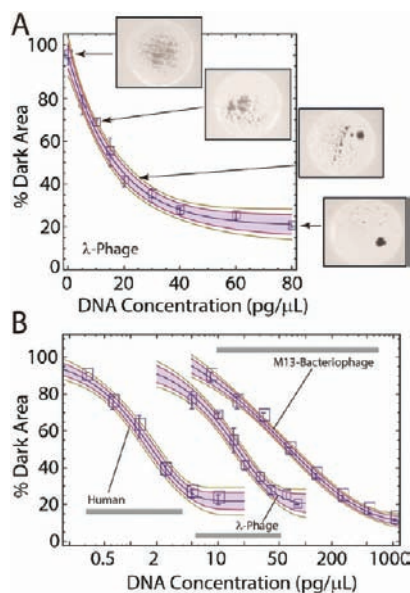 A
100
80
60
40
20
0
% Dark Area
λ-Phage
0 20 40 60 80
DNA Concentration (pg/μL)
B
100
80
60
40
20
0
% Dark Area
M13-Bacteriophage
Human
λ-Phage
0.5 2 10 50 200 1000
DNA Concentration (pg/μL)